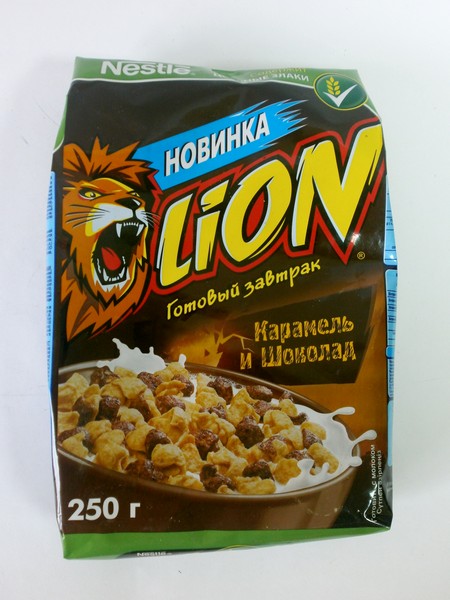 Nestlé
НОВИНКА
LiON®
Готовый завтрак
Карамель
и Шоколад
250 г